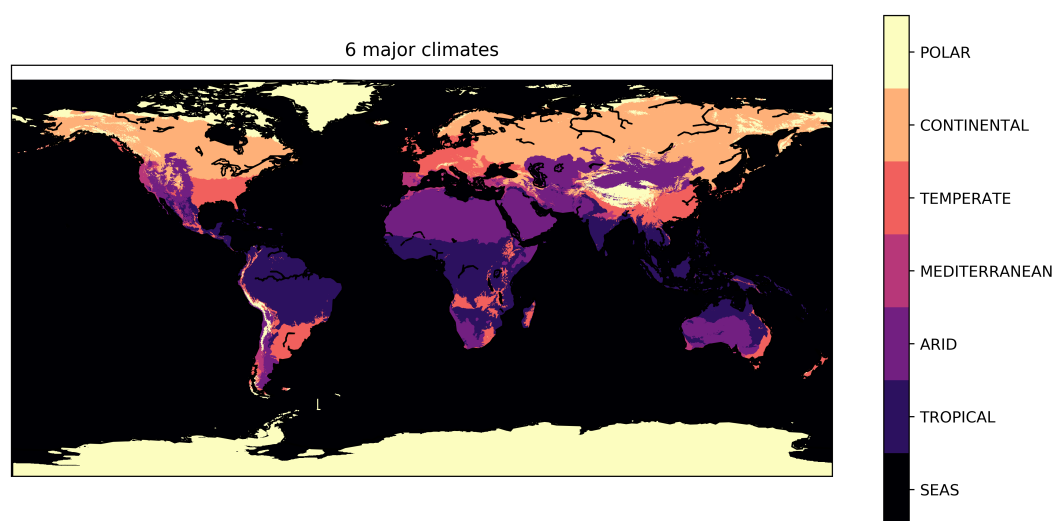 6 major climates
POLAR
CONTINENTAL
TEMPERATE
MEDITERRANEAN
ARID
TROPICAL
SEAS